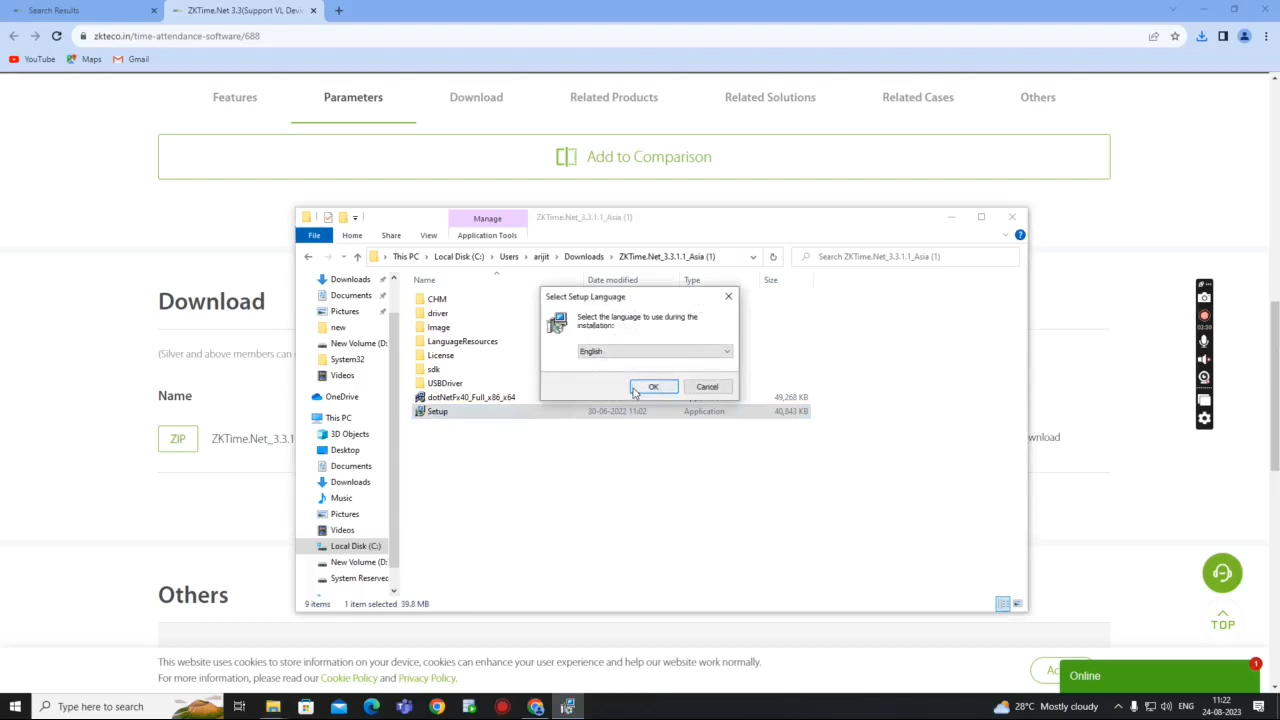 Search Results
ZKTime.Net 3.3(Support VL Devi
zkteco.in/time-attendance-software/688
YouTube Maps Gmail
Features Parameters Download Related Products Related Solutions Related Cases Others
Add to Comparison
Manage ZKTime.Net_3.3.1.1_Asia (1)
File Home Share View Application Tools
This PC > Local Disk (C:) > Users > arijit > Downloads > ZKTime.Net_3.3.1.1_Asia (1)
Search ZKTime.Net_3.3.1.1_Asia (1)
Downloads
Documents
Pictures
new
New Volume (D:
System32
Videos
OneDrive
This PC
3D Objects
Desktop
Documents
Downloads
Music
Pictures
Videos
Local Disk (C:)
New Volume (D:
System Reserved
Name Date modified Type Size
CHM
driver
Image
LanguageResources
License
sdk
USBDriver
dotNetFx40_Full_x86_x64 49,268 KB
Setup 30-06-2022 11:02 Application 40,843 KB
Select Setup Language
Select the language to use during the
installation:
English
OK Cancel
9 items 1 item selected 39.8 MB
Download
(Silver and above members can
Name
ZIP ZKTime.Net_3.3.1
wnload
Others
02:30
TOP
This website uses cookies to store information on your device, cookies can enhance your user experience and help our website work normally.
For more information, please read our Cookie Policy and Privacy Policy.
Ac
Online 1
Type here to search
28°C Mostly cloudy
11:22
24-08-2023